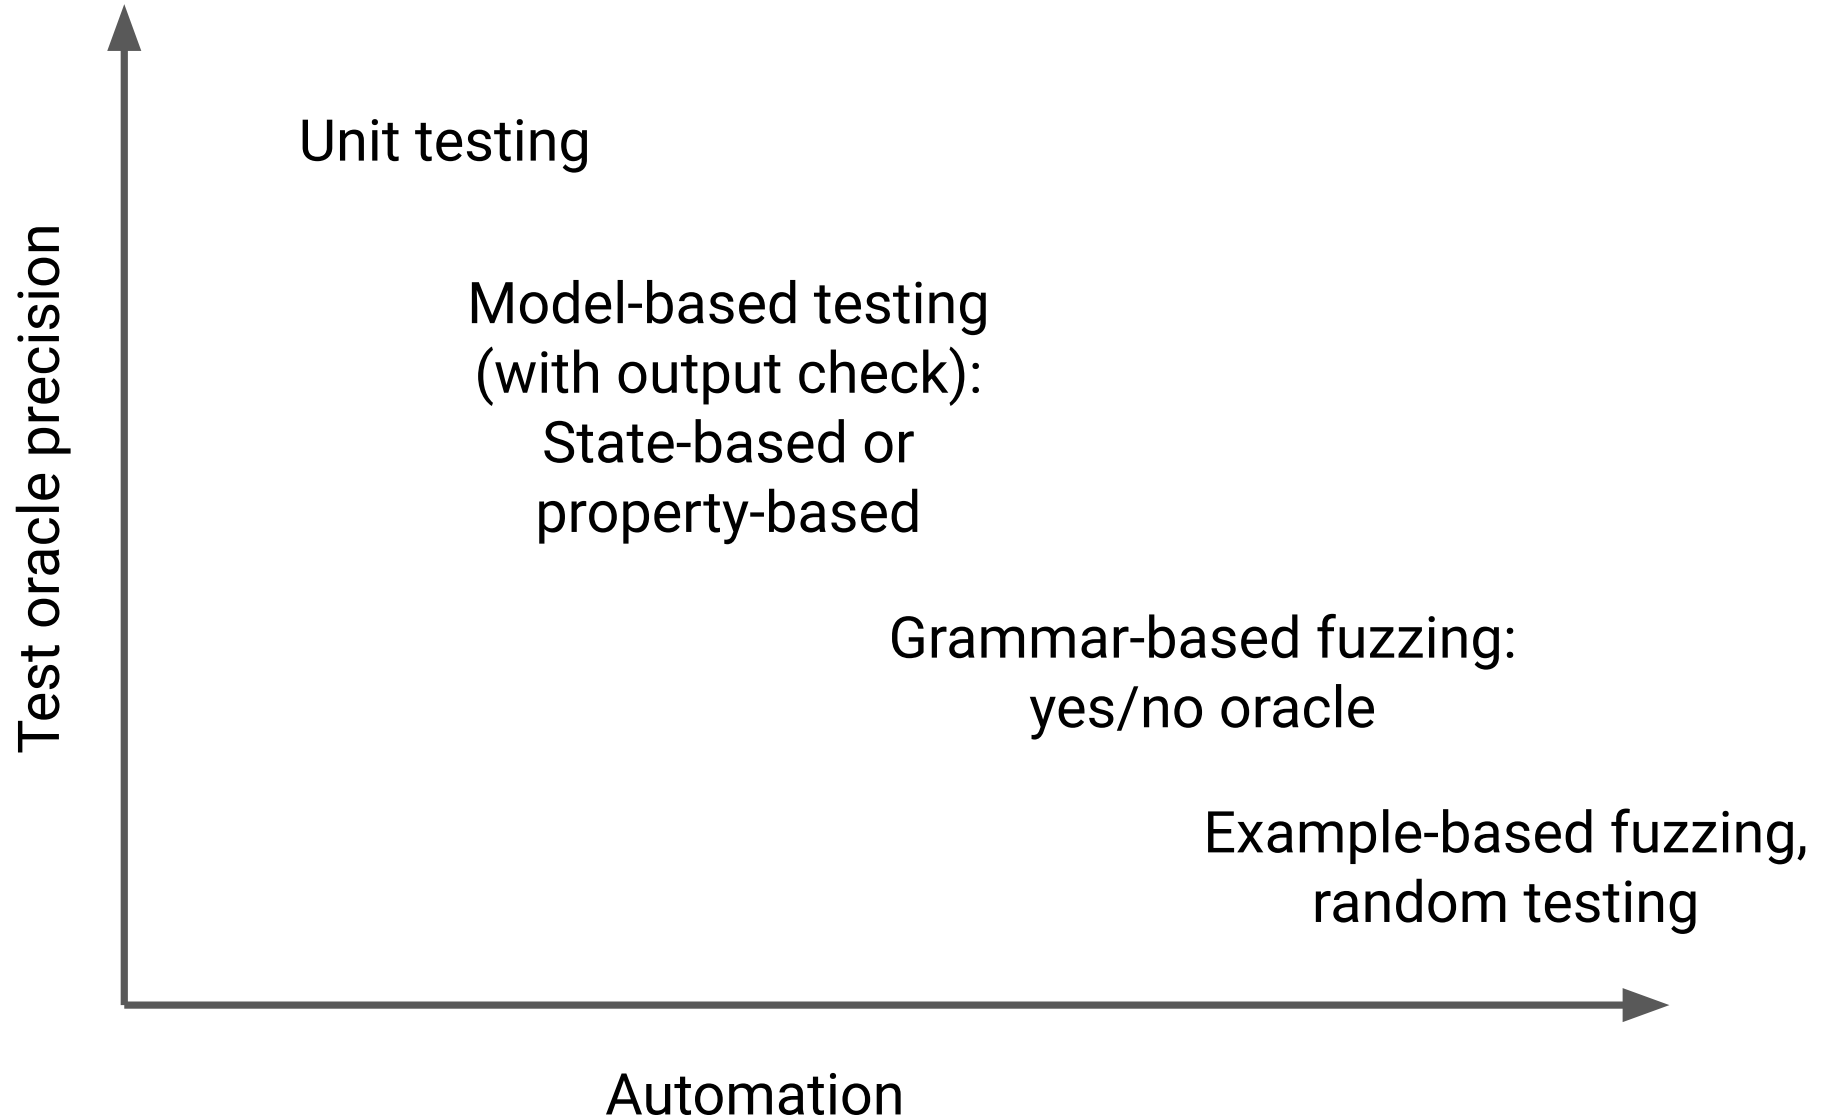 Test oracle precision
Unit testing
Model-based testing
(with output check):
State-based or
property-based
Grammar-based fuzzing:
yes/no oracle
Example-based fuzzing,
random testing
Automation